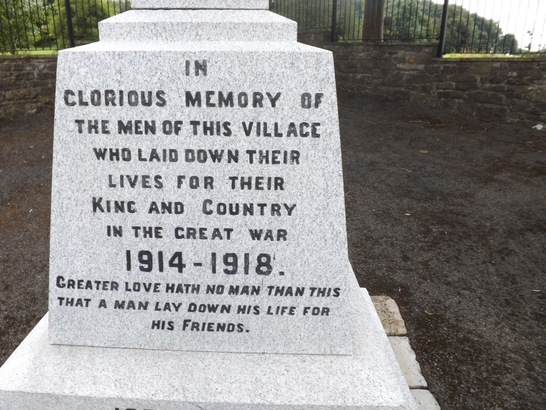 IN
GLORIOUS MEMORY OF
THE MEN OF THIS VILLAGE
WHO LAID DOWN THEIR
LIVES FOR THEIR
KING AND COUNTRY
IN THE GREAT WAR
1914-1918.
GREATER LOVE HATH NO MAN THAN THIS
THAT A MAN LAY DOWN HIS LIFE FOR
HIS FRIENDS.